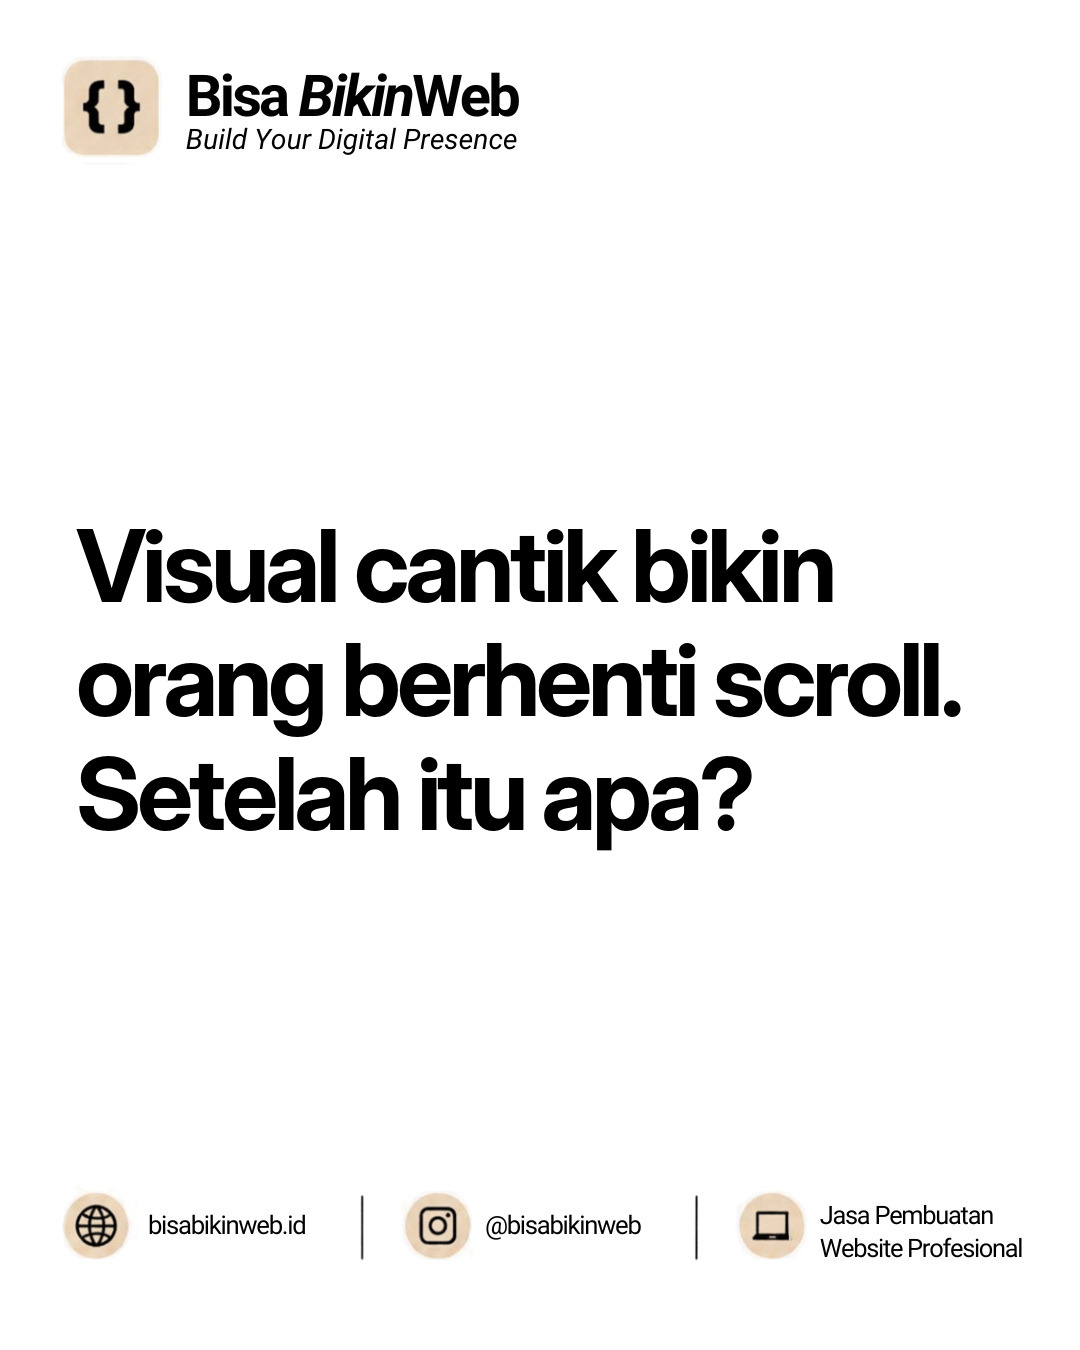 { }
Bisa BikinWeb
Build Your Digital Presence
Visual cantik bikin
orang berhenti scroll.
Setelah itu apa?
bisabikinweb.id
@bisabikinweb
Jasa Pembuatan
Website Profesional